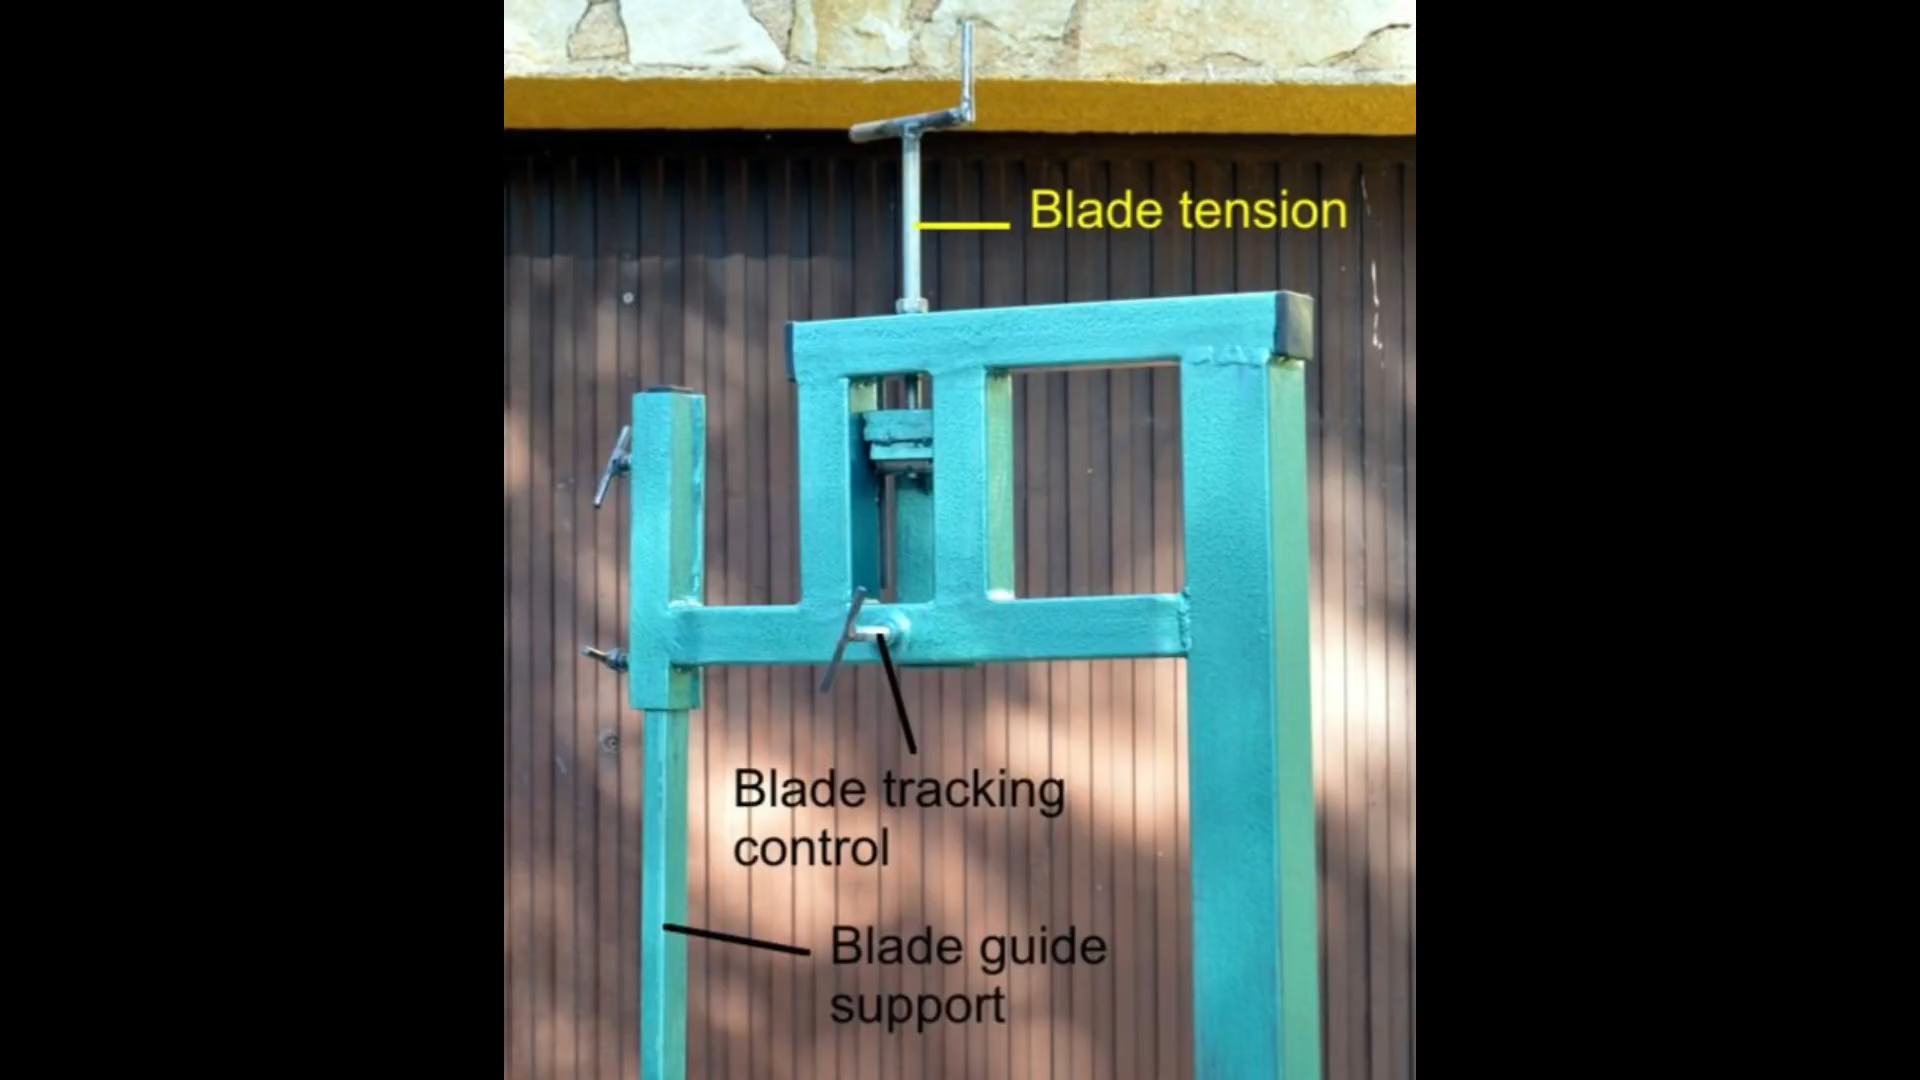 Blade tension
Blade tracking
control
Blade guide
support